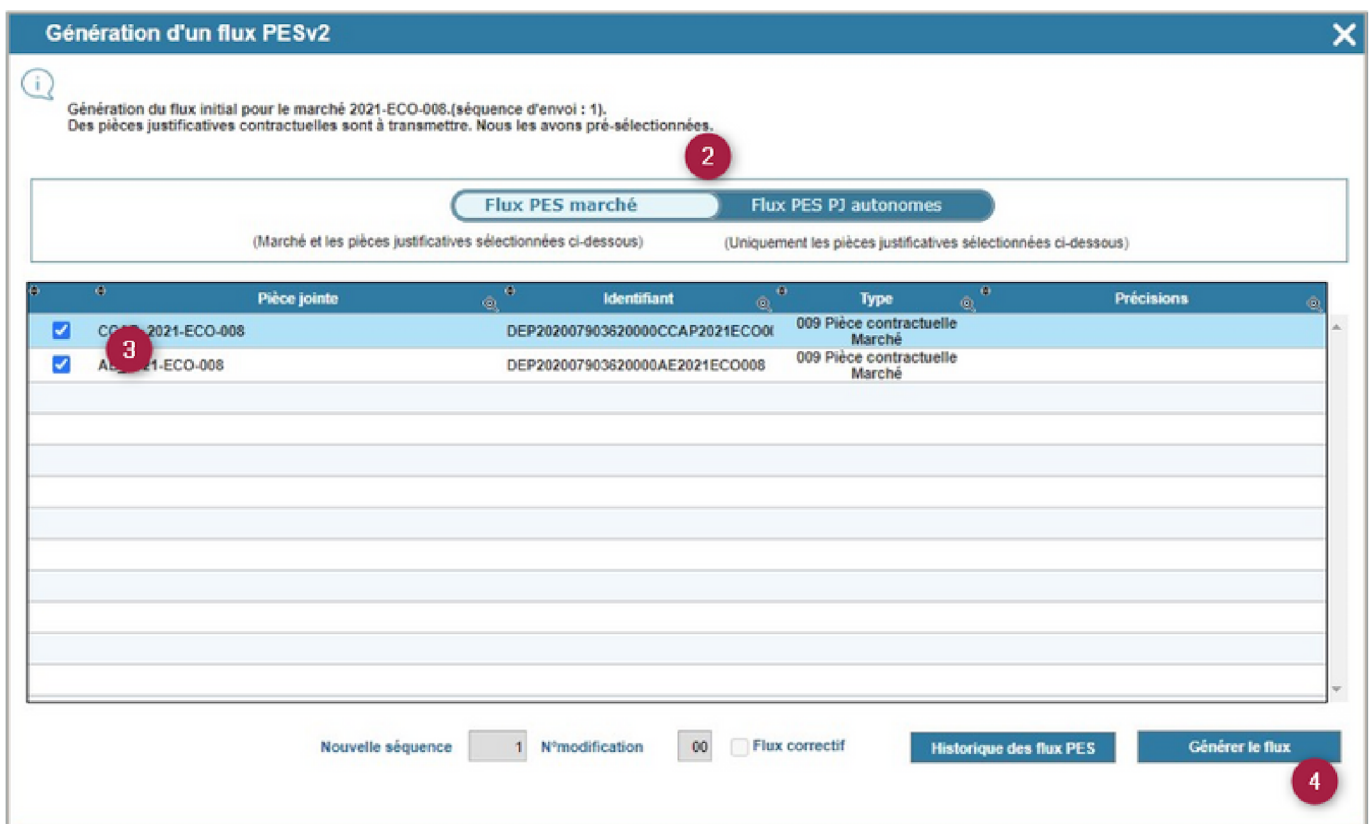 Génération d'un flux PESv2
Génération du flux initial pour le marché 2021-ECO-008.(séquence d'envoi : 1).
Des pièces justificatives contractuelles sont à transmettre. Nous les avons pré-sélectionnées.
2
Flux PES marché Flux PES PJ autonomes
(Marché et les pièces justificatives sélectionnées ci-dessous) (Uniquement les pièces justificatives sélectionnées ci-dessous)
Pièce jointe Identifiant Type Précisions
2021-ECO-008 DEP202007903620000CCAP2021ECO0 009 Pièce contractuelle
Marché
3
-ECO-008 DEP202007903620000AE2021ECO008 009 Pièce contractuelle
Marché
Nouvelle séquence 1 N°modification 00 Flux correctif Historique des flux PES Générer le flux
4